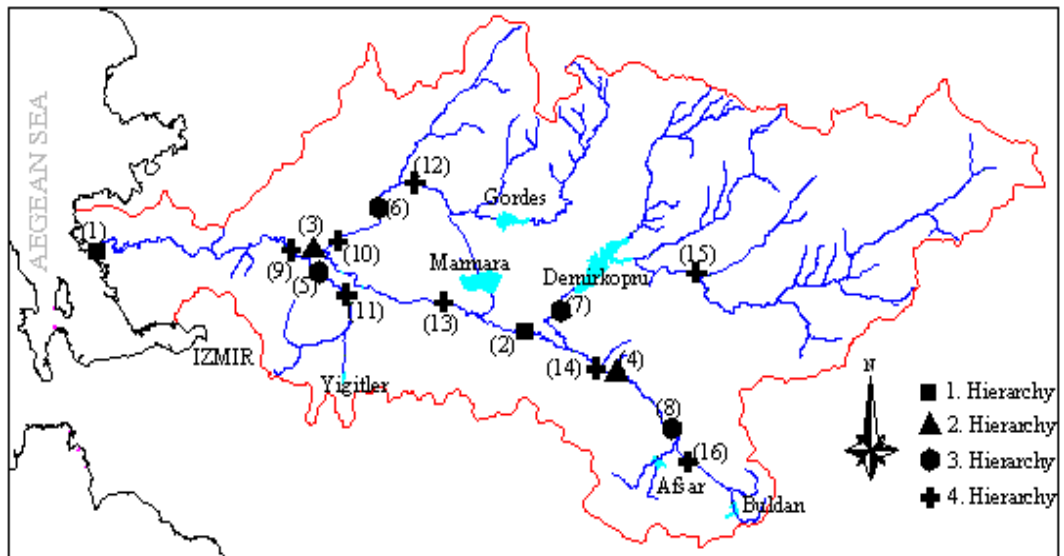 AEGEAN SEA
(12)
Gordes
(6)
(1)
(3)
(10)
(15)
Marmara
Demirkopru
(9)
(5)
(7)
(11)
(13)
(2)
IZMIR
(14)
(4)
N
Yigitler
1. Hierarchy
2. Hierarchy
(8)
(16)
3. Hierarchy
Afsar
4. Hierarchy
Buldan